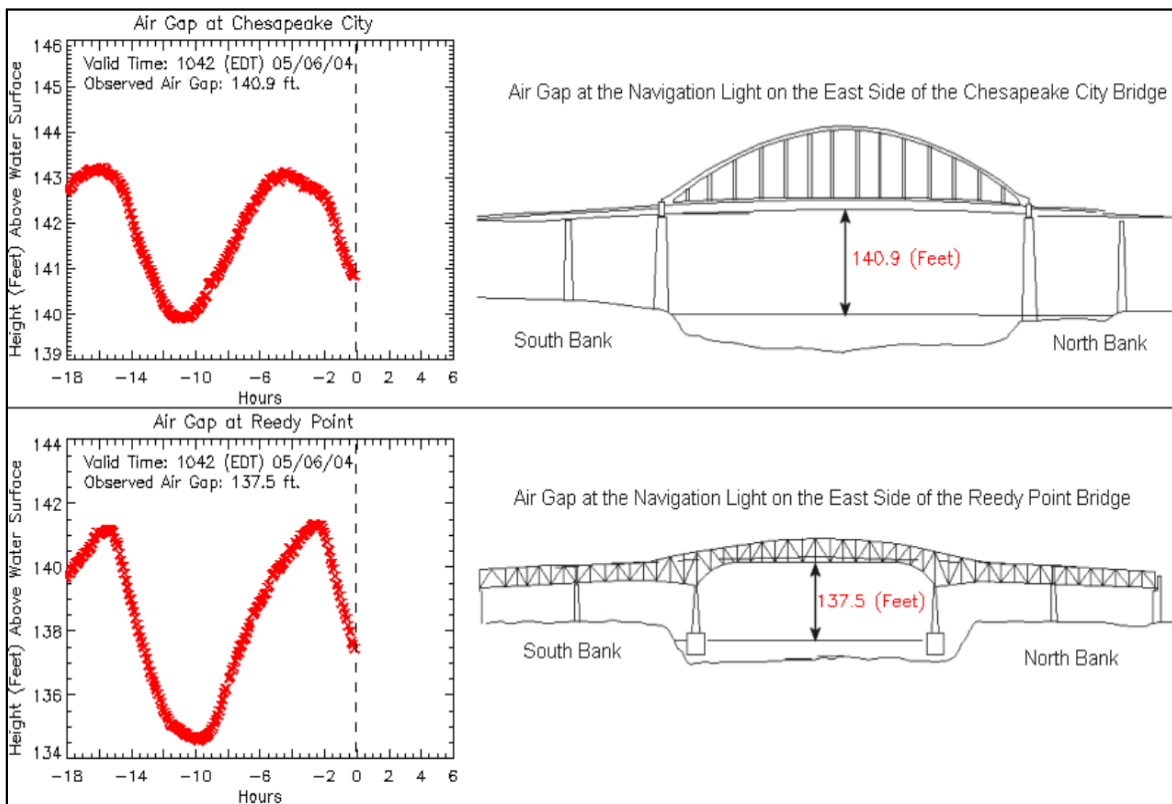 Air Gap at Chesapeake City
Valid Time: 1042 (EDT) 05/06/04
Observed Air Gap: 140.9 ft.
Height (Feet) Above Water Surface
146
145
144
143
142
141
140
139
-18 -14 -10 -6 -2 0 2 6
Hours
Air Gap at the Navigation Light on the East Side of the Chesapeake City Bridge
140.9 (Feet)
South Bank
North Bank
Air Gap at Reedy Point
Valid Time: 1042 (EDT) 05/06/04
Observed Air Gap: 137.5 ft.
Height (Feet) Above Water Surface
144
142
141
140
138
137
135
134
-18 -14 -10 -6 -2 0 2 6
Hours
Air Gap at the Navigation Light on the East Side of the Reedy Point Bridge
137.5 (Feet)
South Bank
North Bank